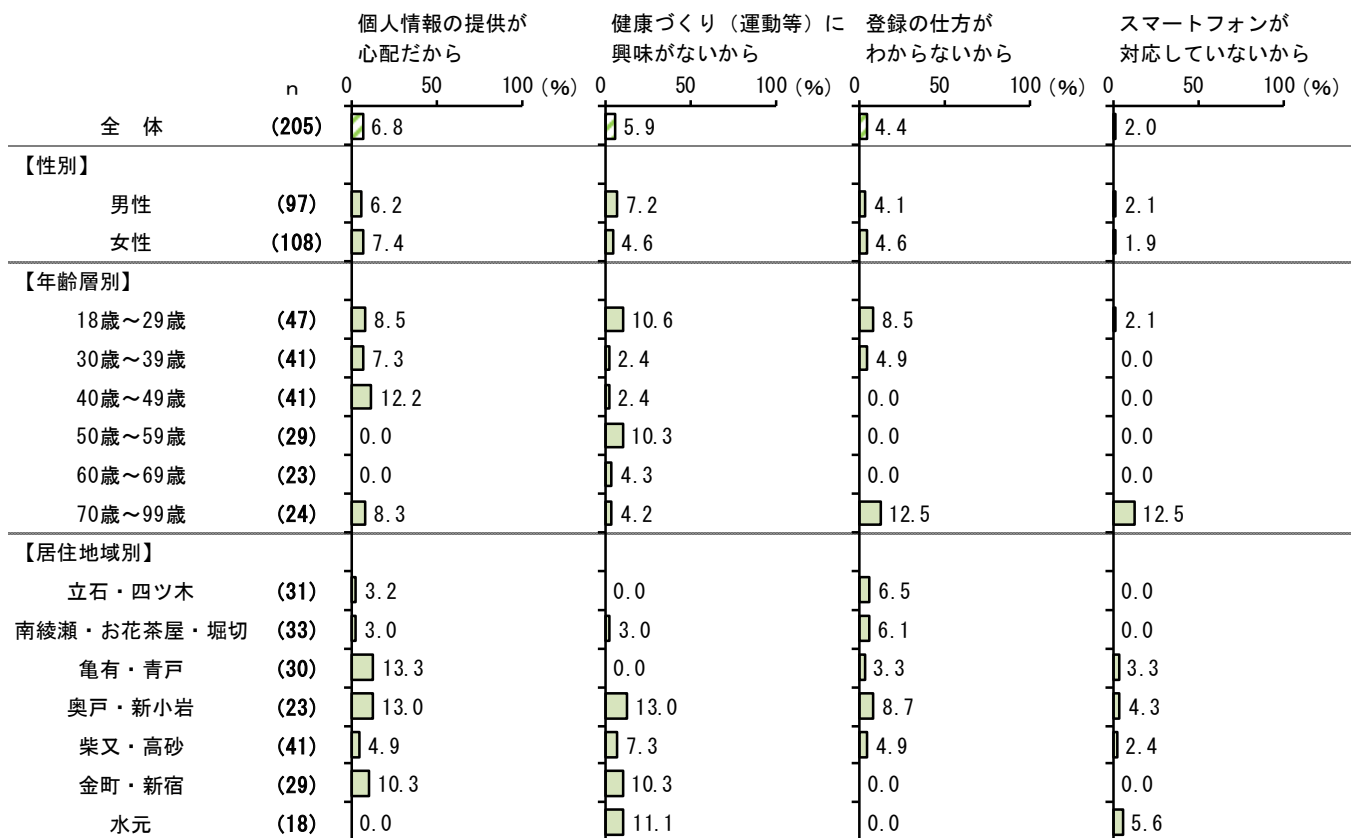 個人情報の提供が 健康づくり（運動等）に 登録の仕方が スマートフォンが
心配だから 興味がないから わからないから 対応していないから
0 50 100 (%) 0 50 100 (%) 0 50 100 (%) 0 50 100 (%)
n
全　体 (205) 6.8 5.9 4.4 2.0
【性別】
男性 (97) 6.2 7.2 4.1 2.1
女性 (108) 7.4 4.6 4.6 1.9
【年齢層別】
18歳～29歳 (47) 8.5 10.6 8.5 2.1
30歳～39歳 (41) 7.3 2.4 4.9 0.0
40歳～49歳 (41) 12.2 2.4 0.0 0.0
50歳～59歳 (29) 0.0 10.3 0.0 0.0
60歳～69歳 (23) 0.0 4.3 0.0 0.0
70歳～99歳 (24) 8.3 4.2 12.5 12.5
【居住地域別】
立石・四ツ木 (31) 3.2 0.0 6.5 0.0
南綾瀬・お花茶屋・堀切 (33) 3.0 3.0 6.1 0.0
亀有・青戸 (30) 13.3 0.0 3.3 3.3
奥戸・新小岩 (23) 13.0 13.0 8.7 4.3
柴又・高砂 (41) 4.9 7.3 4.9 2.4
金町・新宿 (29) 10.3 10.3 0.0 0.0
水元 (18) 0.0 11.1 0.0 5.6